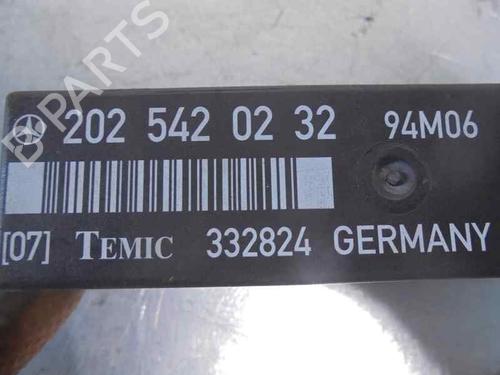 B PARTS
202 542 02 32 94M06
[07] TEMIC 332824 GERMANY